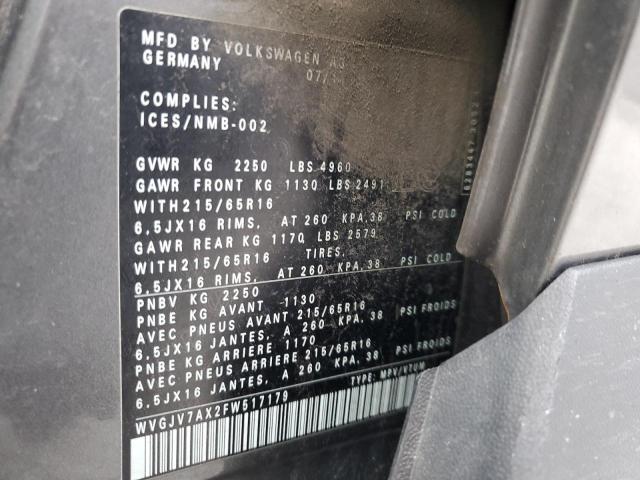 MFD BY VOLKSWAGEN AG
GERMANY 07/
COMPLIES:
ICES/NMB-002
GVWR KG 2250 LBS 4960
GAWR FRONT KG 1130 LBS 2491
WITH215/65R16
6,5JX16 RIMS, AT 260 KPA,38 PSI COLD
GAWR REAR KG 1170 LBS 2579
WITH215/65R16 TIRES,
6,5JX16 RIMS, AT 260 KPA,38 PSI COLD
PNBV KG 2250
PNBE KG AVANT 1130
AVEC PNEUS AVANT 215/65R16
6,5JX16 JANTES, A 260 KPA, 38 PSI FROIDS
PNBE KG ARRIERE 1170
AVEC PNEUS ARRIERE 215/65R16
6,5JX16 JANTES, A 260 KPA, 38 PSI FROIDS
TYPE: MPV/VTUM
WVGJV7AX2FW517179